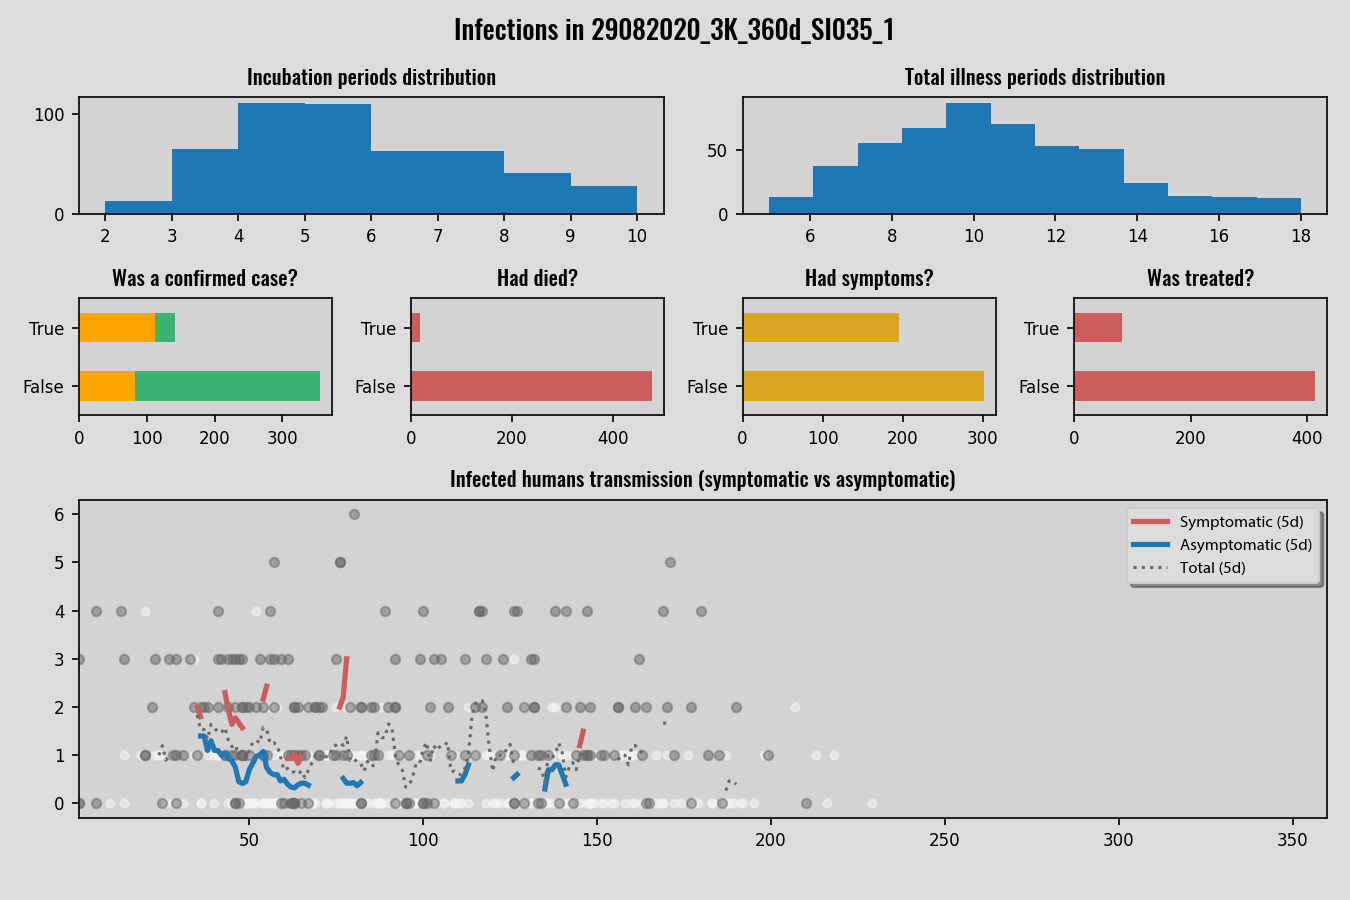 Infections in 29082020_3K_360d_SI035_1
Incubation periods distribution
Total illness periods distribution
100
0
2 3 4 5 6 7 8 9 10
50
0
6 8 10 12 14 16 18
Was a confirmed case?
Had died?
Had symptoms?
Was treated?
True
False
0 100 200 300
True
False
0 200 400
True
False
0 100 200 300
True
False
0 200 400
Infected humans transmission (symptomatic vs asymptomatic)
6
5
4
3
2
1
0
Symptomatic (5d)
Asymptomatic (5d)
Total (5d)
50 100 150 200 250 300 350